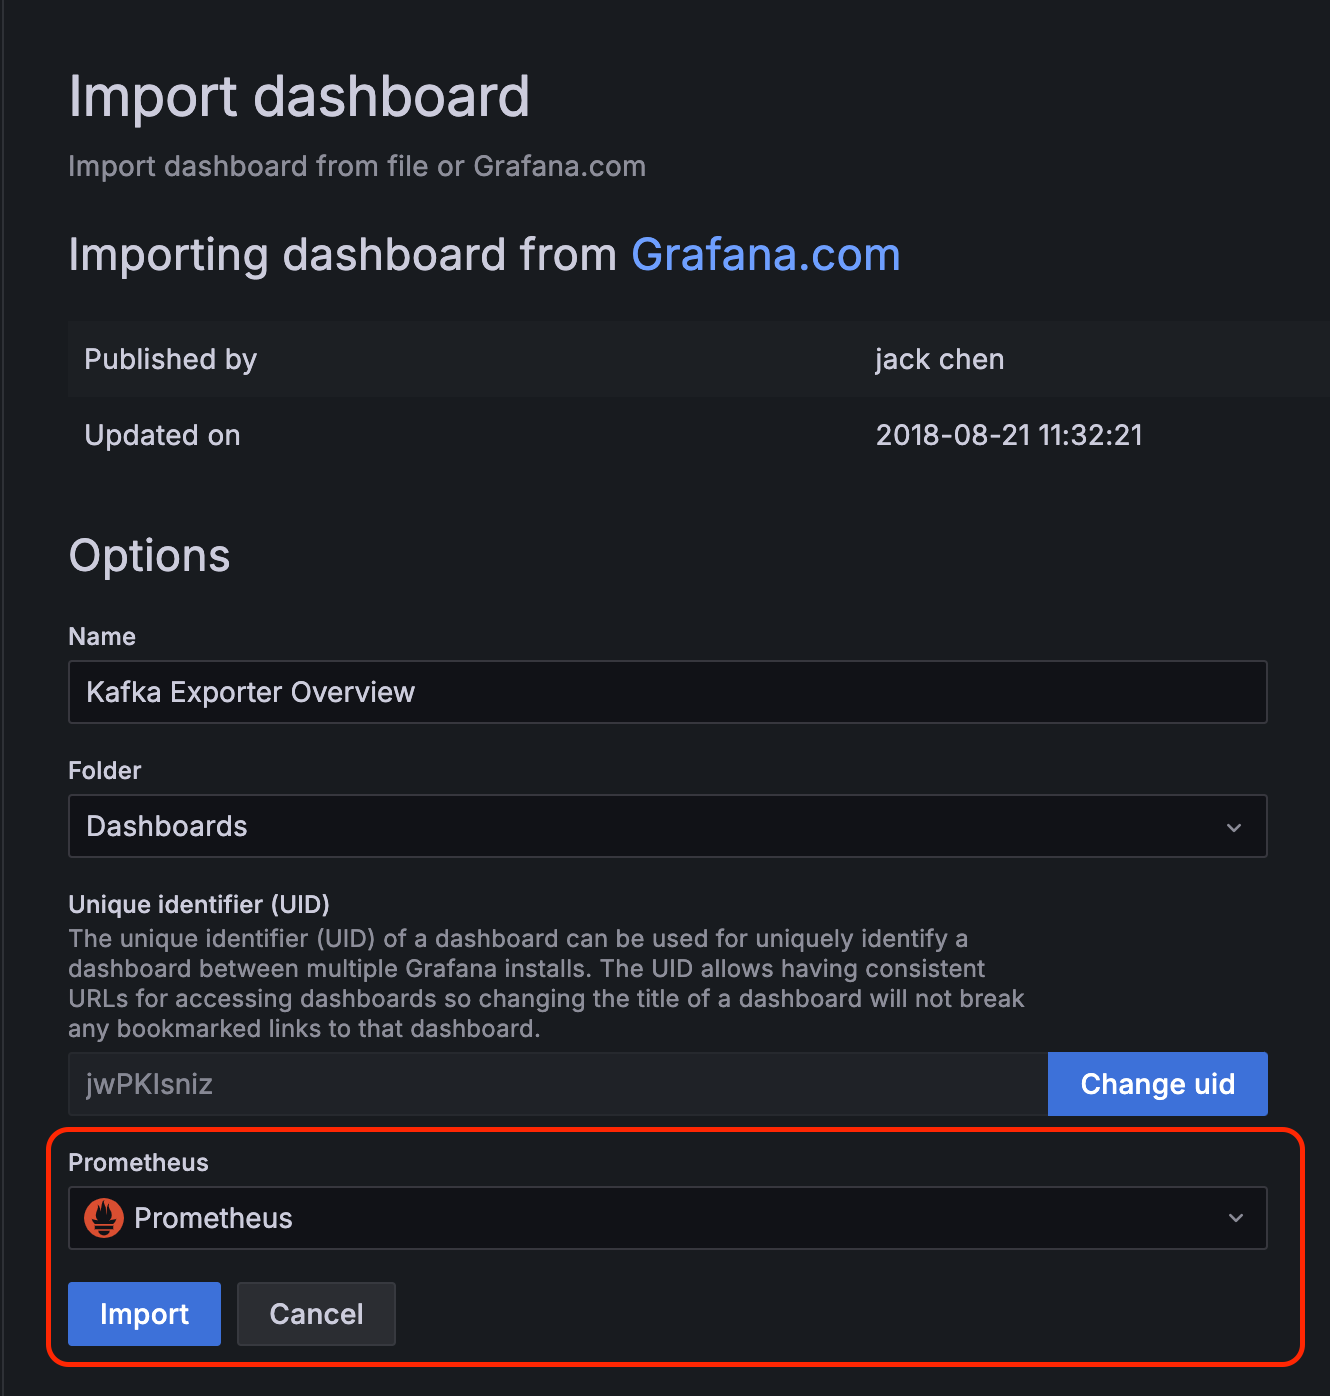 Import dashboard
Import dashboard from file or Grafana.com
Importing dashboard from Grafana.com
Published by jack chen
Updated on 2018-08-21 11:32:21
Options
Name
Kafka Exporter Overview
Folder
Dashboards
Unique identifier (UID)
The unique identifier (UID) of a dashboard can be used for uniquely identify a
dashboard between multiple Grafana installs. The UID allows having consistent
URLs for accessing dashboards so changing the title of a dashboard will not break
any bookmarked links to that dashboard.
jwPKIsniz Change uid
Prometheus
Prometheus
Import Cancel